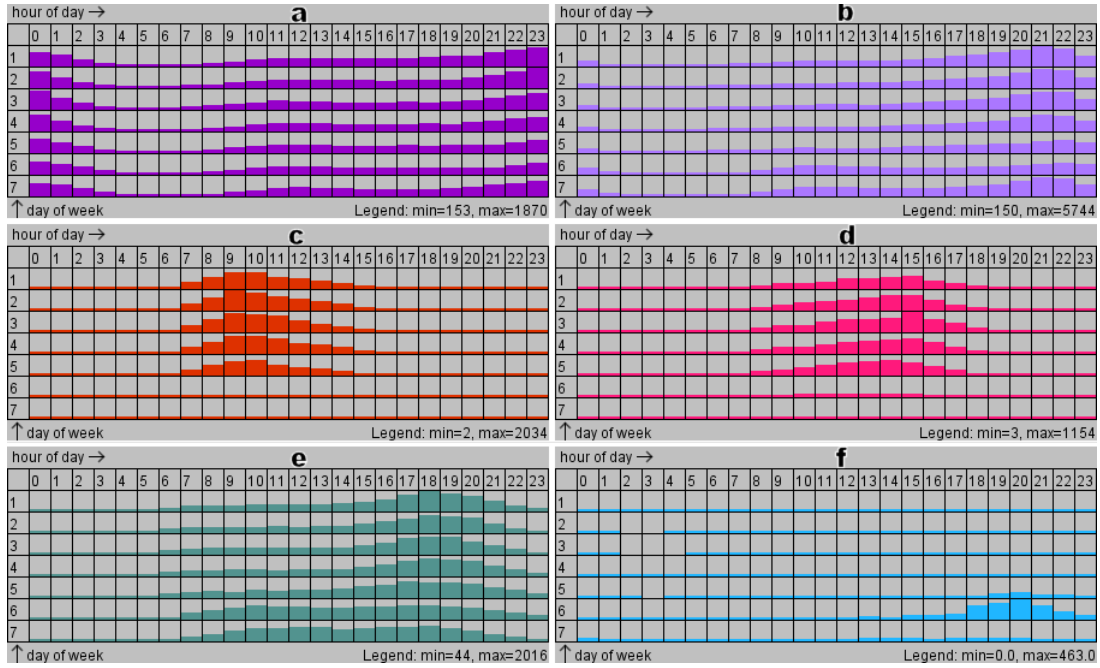 a
hour of day →
0 1 2 3 4 5 6 7 8 9 10 11 12 13 14 15 16 17 18 19 20 21 22 23
1
2
3
4
5
6
7
↑ day of week Legend: min=153, max=1870
b
hour of day →
0 1 2 3 4 5 6 7 8 9 10 11 12 13 14 15 16 17 18 19 20 21 22 23
1
2
3
4
5
6
7
↑ day of week Legend: min=150, max=5744
c
hour of day →
0 1 2 3 4 5 6 7 8 9 10 11 12 13 14 15 16 17 18 19 20 21 22 23
1
2
3
4
5
6
7
↑ day of week Legend: min=2, max=2034
d
hour of day →
0 1 2 3 4 5 6 7 8 9 10 11 12 13 14 15 16 17 18 19 20 21 22 23
1
2
3
4
5
6
7
↑ day of week Legend: min=3, max=1154
e
hour of day →
0 1 2 3 4 5 6 7 8 9 10 11 12 13 14 15 16 17 18 19 20 21 22 23
1
2
3
4
5
6
7
↑ day of week Legend: min=44, max=2016
f
hour of day →
0 1 2 3 4 5 6 7 8 9 10 11 12 13 14 15 16 17 18 19 20 21 22 23
1
2
3
4
5
6
7
↑ day of week Legend: min=0.0, max=463.0